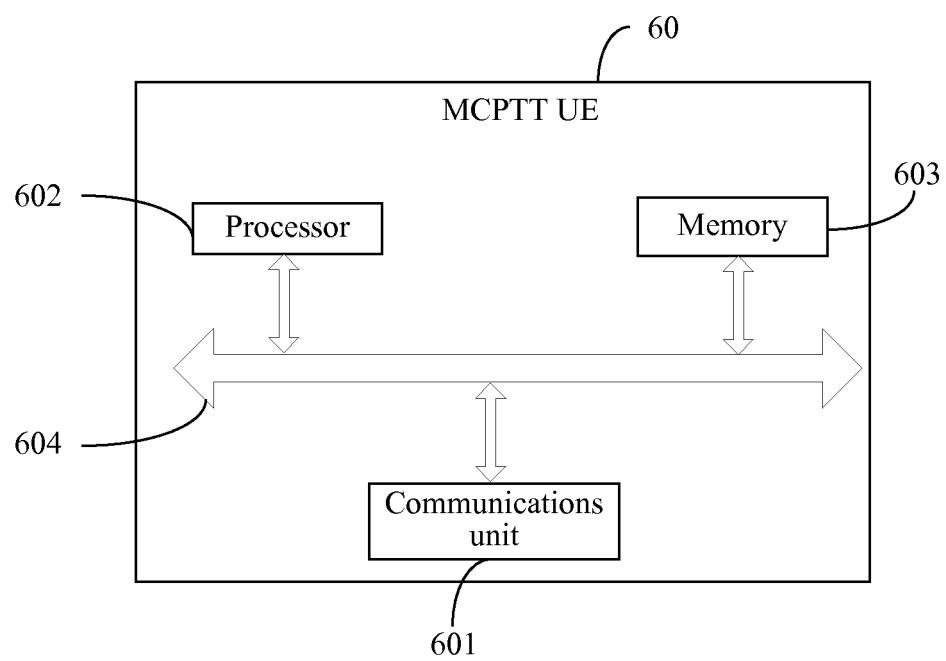 60
MCPTT UE
602
603
Processor
Memory
604
Communications
unit
601